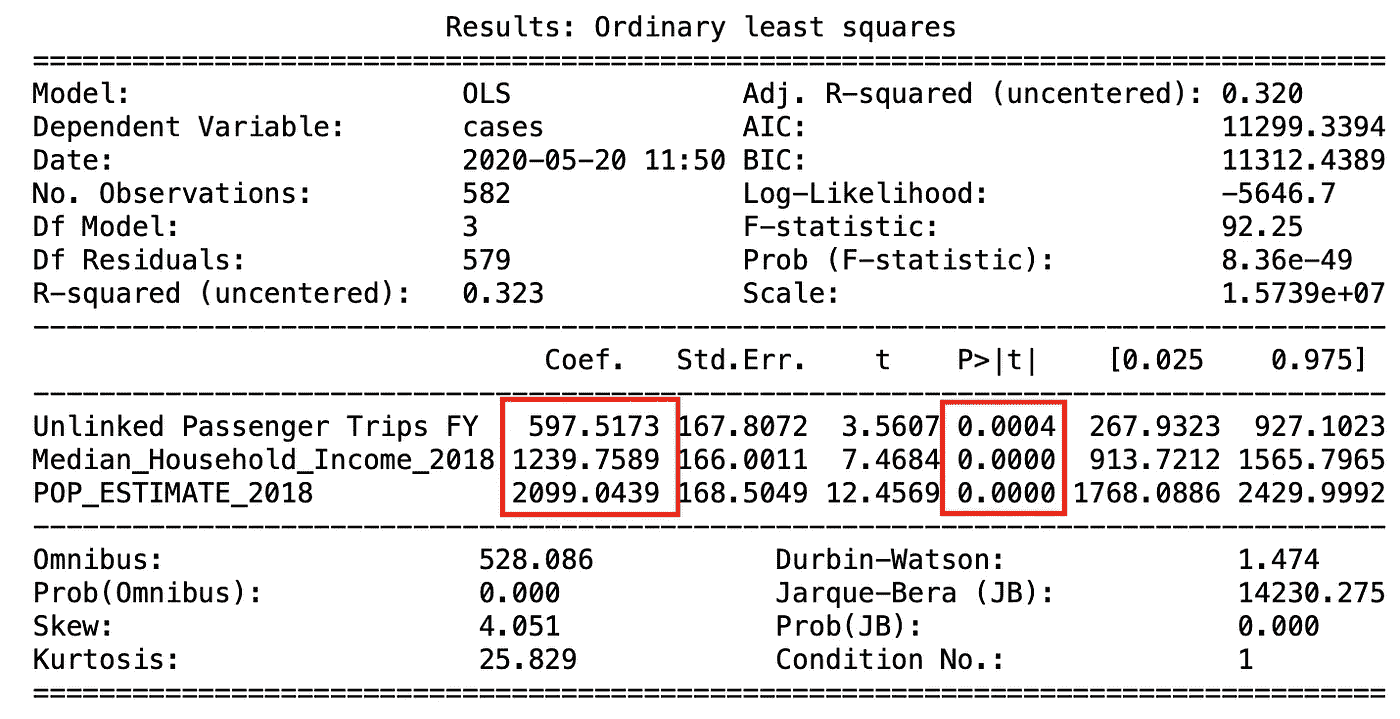 Results: Ordinary least squares
Model: OLS Adj. R-squared (uncentered): 0.320
Dependent Variable: cases AIC: 11299.3394
Date: 2020-05-20 11:50 BIC: 11312.4389
No. Observations: 582 Log-Likelihood: -5646.7
Df Model: 3 F-statistic: 92.25
Df Residuals: 579 Prob (F-statistic): 8.36e-49
R-squared (uncentered): 0.323 Scale: 1.5739e+07
Coef. Std.Err. t P>|t| [0.025 0.975]
Unlinked Passenger Trips FY 597.5173 167.8072 3.5607 0.0004 267.9323 927.1023
Median_Household_Income_2018 1239.7589 166.0011 7.4684 0.0000 913.7212 1565.7965
POP_ESTIMATE_2018 2099.0439 168.5049 12.4569 0.0000 1768.0886 2429.9992
Omnibus: 528.086 Durbin-Watson: 1.474
Prob(Omnibus): 0.000 Jarque-Bera (JB): 14230.275
Skew: 4.051 Prob(JB): 0.000
Kurtosis: 25.829 Condition No.: 1